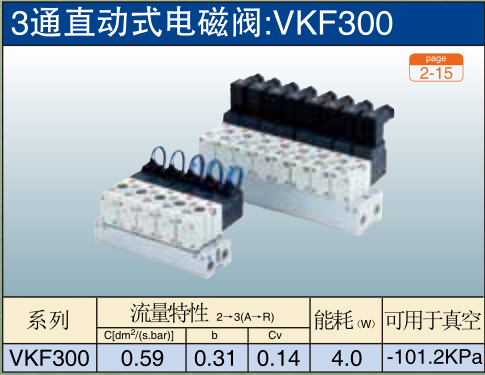 3通直动式电磁阀:VKF300
page
2-15
系列 流量特性 2→3(A→R) 能耗(W) 可用于真空
C[dm²/(s.bar)] b Cv
VKF300 0.59 0.31 0.14 4.0 -101.2KPa